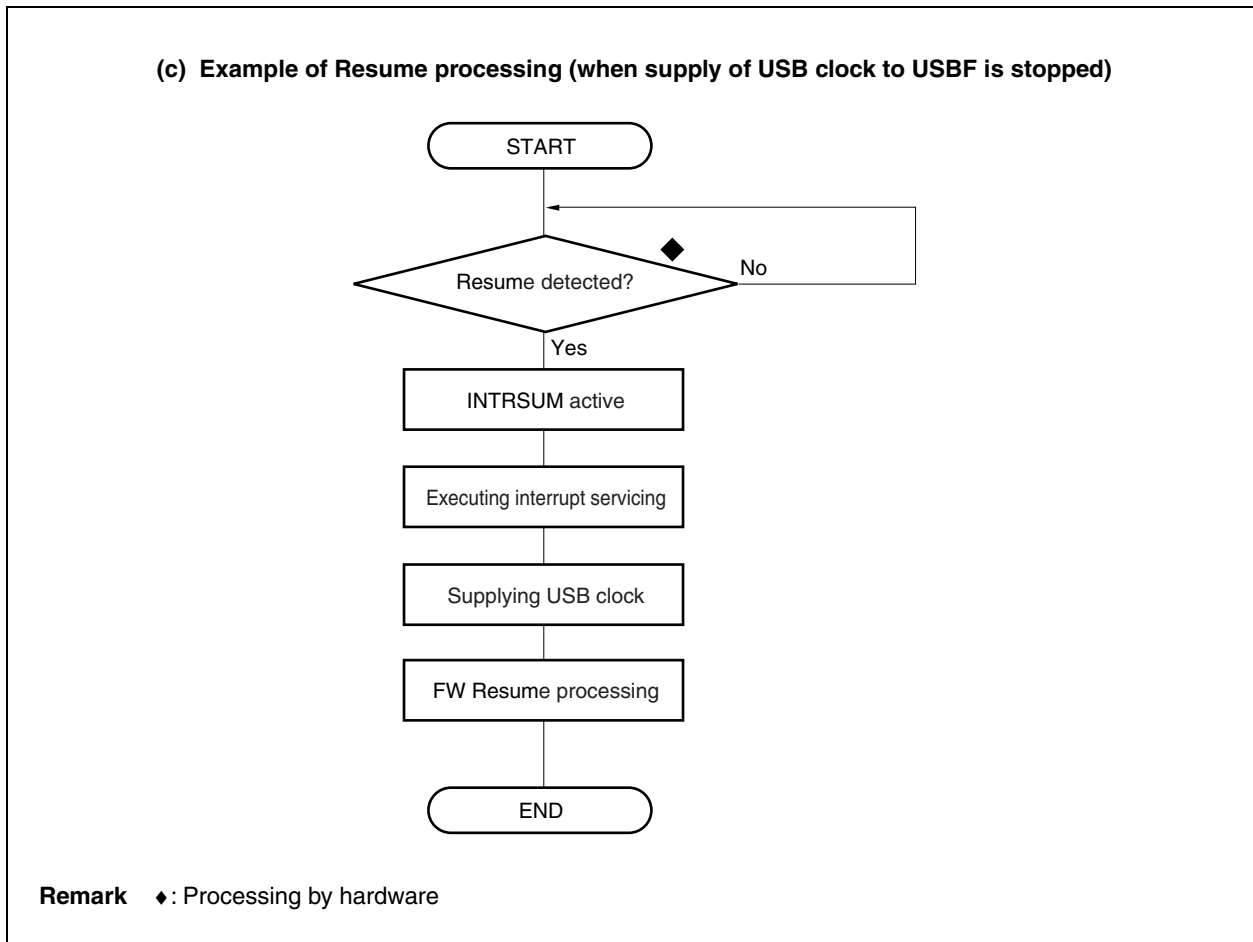 (c) Example of Resume processing (when supply of USB clock to USBF is stopped)
START
Resume detected?
No
Yes
INTRSUM active
Executing interrupt servicing
Supplying USB clock
FW Resume processing
END
Remark ♦: Processing by hardware